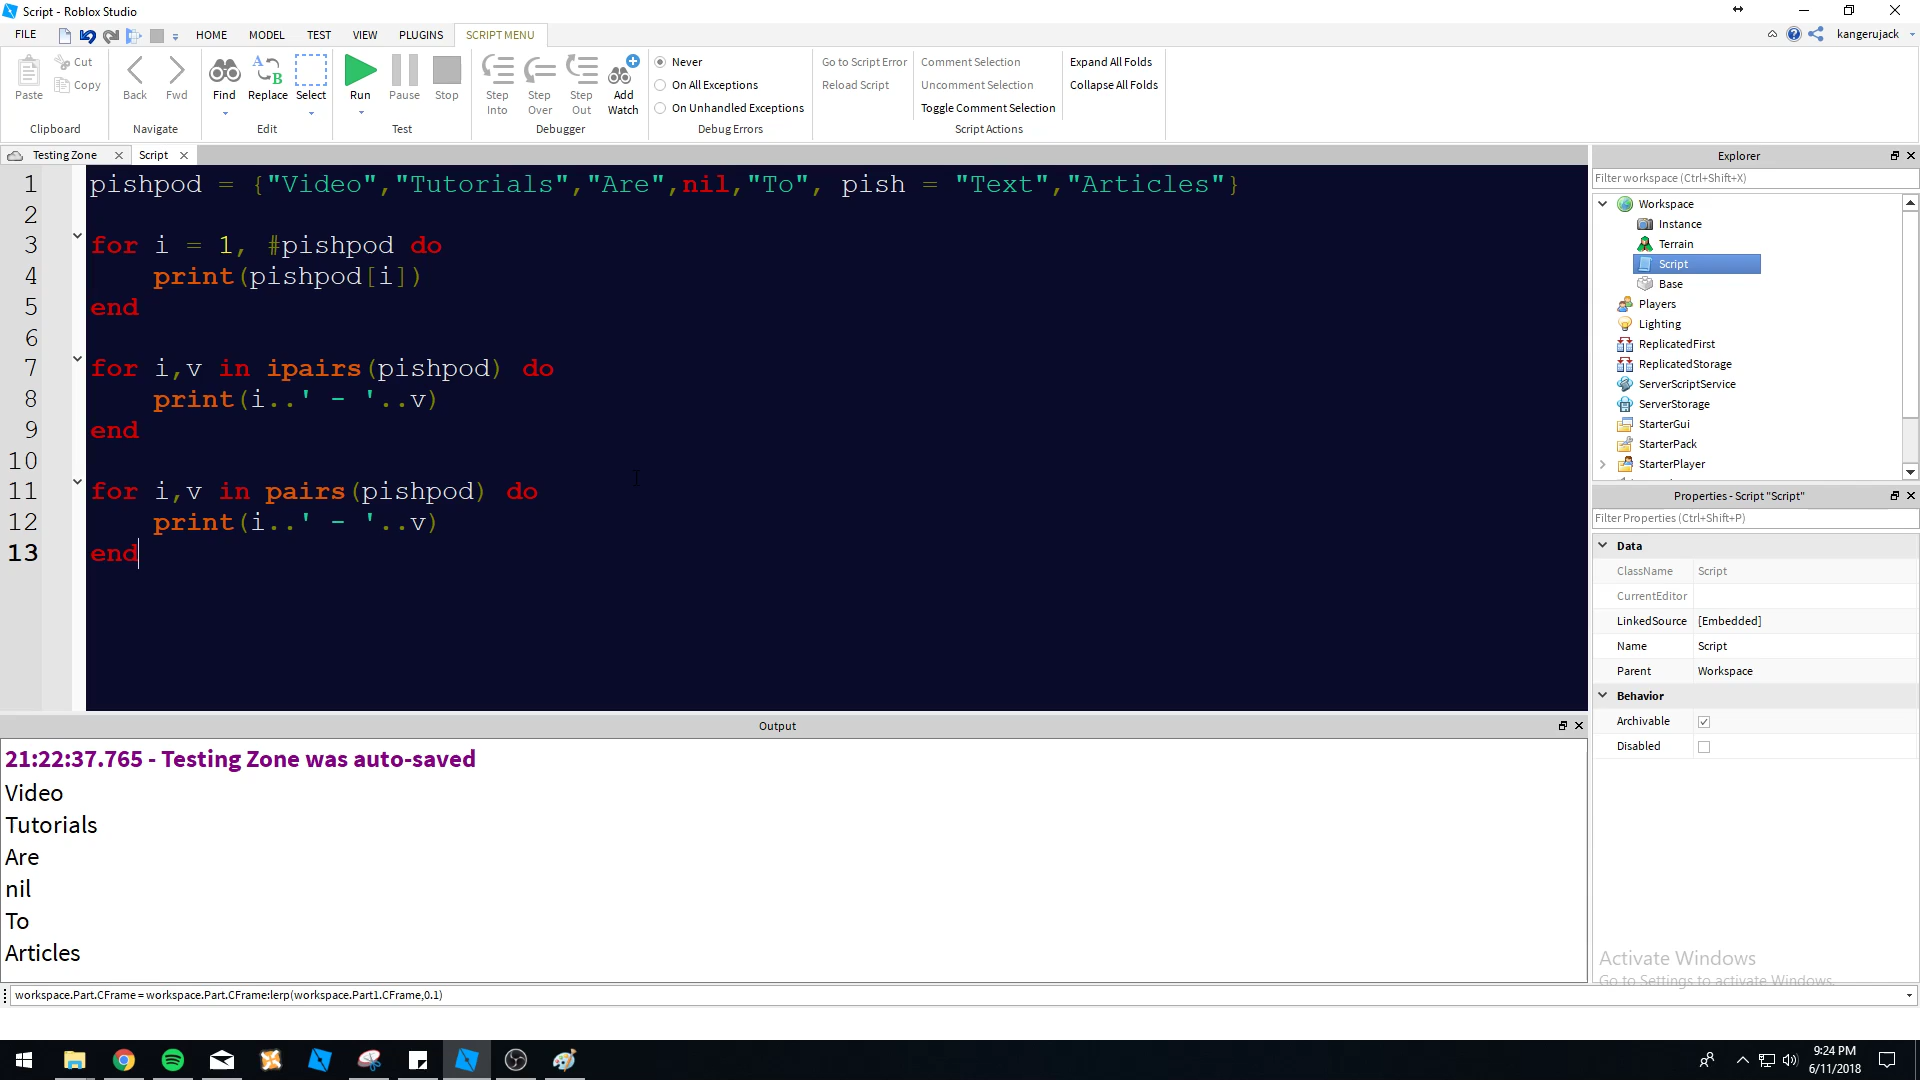 Script - Roblox Studio
FILE HOME MODEL TEST VIEW PLUGINS SCRIPT MENU kangerujack
Paste Cut Copy Back Fwd Find Replace Select Run Pause Stop Step Into Step Over Step Out Add Watch
Never
On All Exceptions
On Unhandled Exceptions
Go to Script Error
Reload Script
Comment Selection
Uncomment Selection
Toggle Comment Selection
Expand All Folds
Collapse All Folds
Clipboard Navigate Edit Test Debugger Debug Errors Script Actions
Testing Zone Script
1 pishpod = {"Video","Tutorials","Are",nil,"To", pish = "Text","Articles"}
2
3 for i = 1, #pishpod do
4 print(pishpod[i])
5 end
6
7 for i,v in ipairs(pishpod) do
8 print(i..' - '..v)
9 end
10
11 for i,v in pairs(pishpod) do
12 print(i..' - '..v)
13 end
Output
21:22:37.765 - Testing Zone was auto-saved
Video
Tutorials
Are
nil
To
Articles
workspace.Part.CFrame = workspace.Part.CFrame:lerp(workspace.Part1.CFrame,0.1)
Explorer
Filter workspace (Ctrl+Shift+X)
Workspace
Instance
Terrain
Script
Base
Players
Lighting
ReplicatedFirst
ReplicatedStorage
ServerScriptService
ServerStorage
StarterGui
StarterPack
StarterPlayer
Properties - Script "Script"
Filter Properties (Ctrl+Shift+P)
Data
ClassName Script
CurrentEditor
LinkedSource [Embedded]
Name Script
Parent Workspace
Behavior
Archivable
Disabled
Activate Windows
Go to Settings to activate Windows.
9:24 PM
6/11/2018